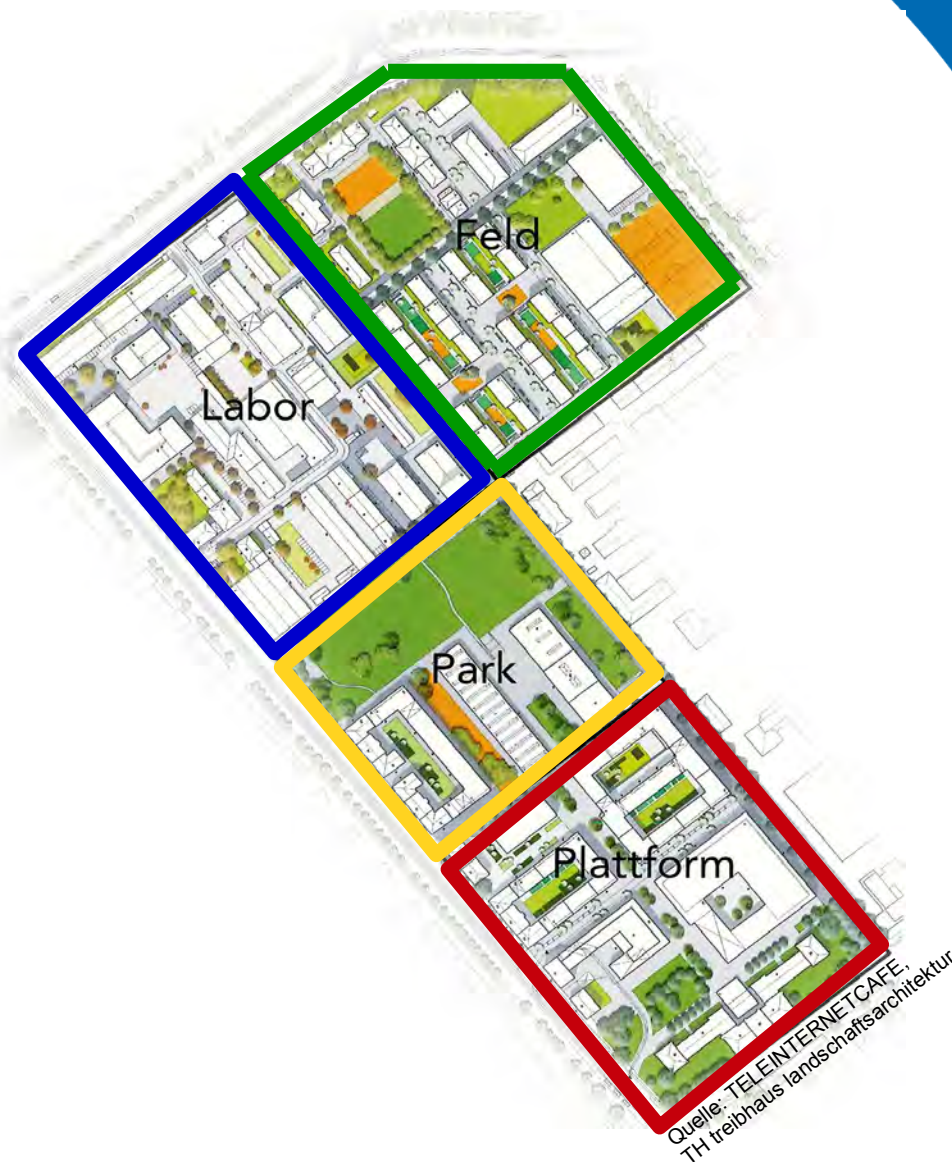 Feld
Labor
Park
Plattform
Quelle: TELEINTERNETCAFE,
TH treibhaus landschaftsarchitektur